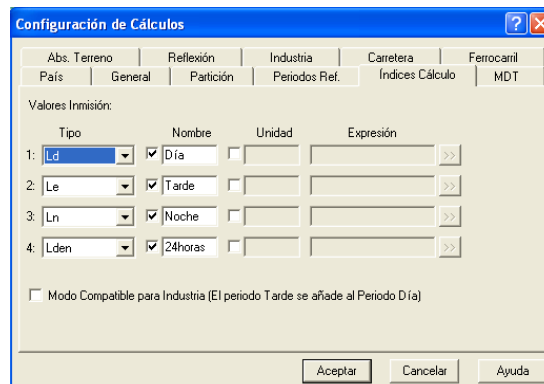 Configuración de Cálculos
Abs. Terreno Reflexión Industria Carretera Ferrocarril
País General Partición Periodos Ref. Índices Cálculo MDT
Valores Inmisión:
Tipo Nombre Unidad Expresión
1: Ld Día >>
2: Le Tarde >>
3: Ln Noche >>
4: Lden 24horas >>
Modo Compatible para Industria (El periodo Tarde se añade al Periodo Día)
Aceptar Cancelar Ayuda